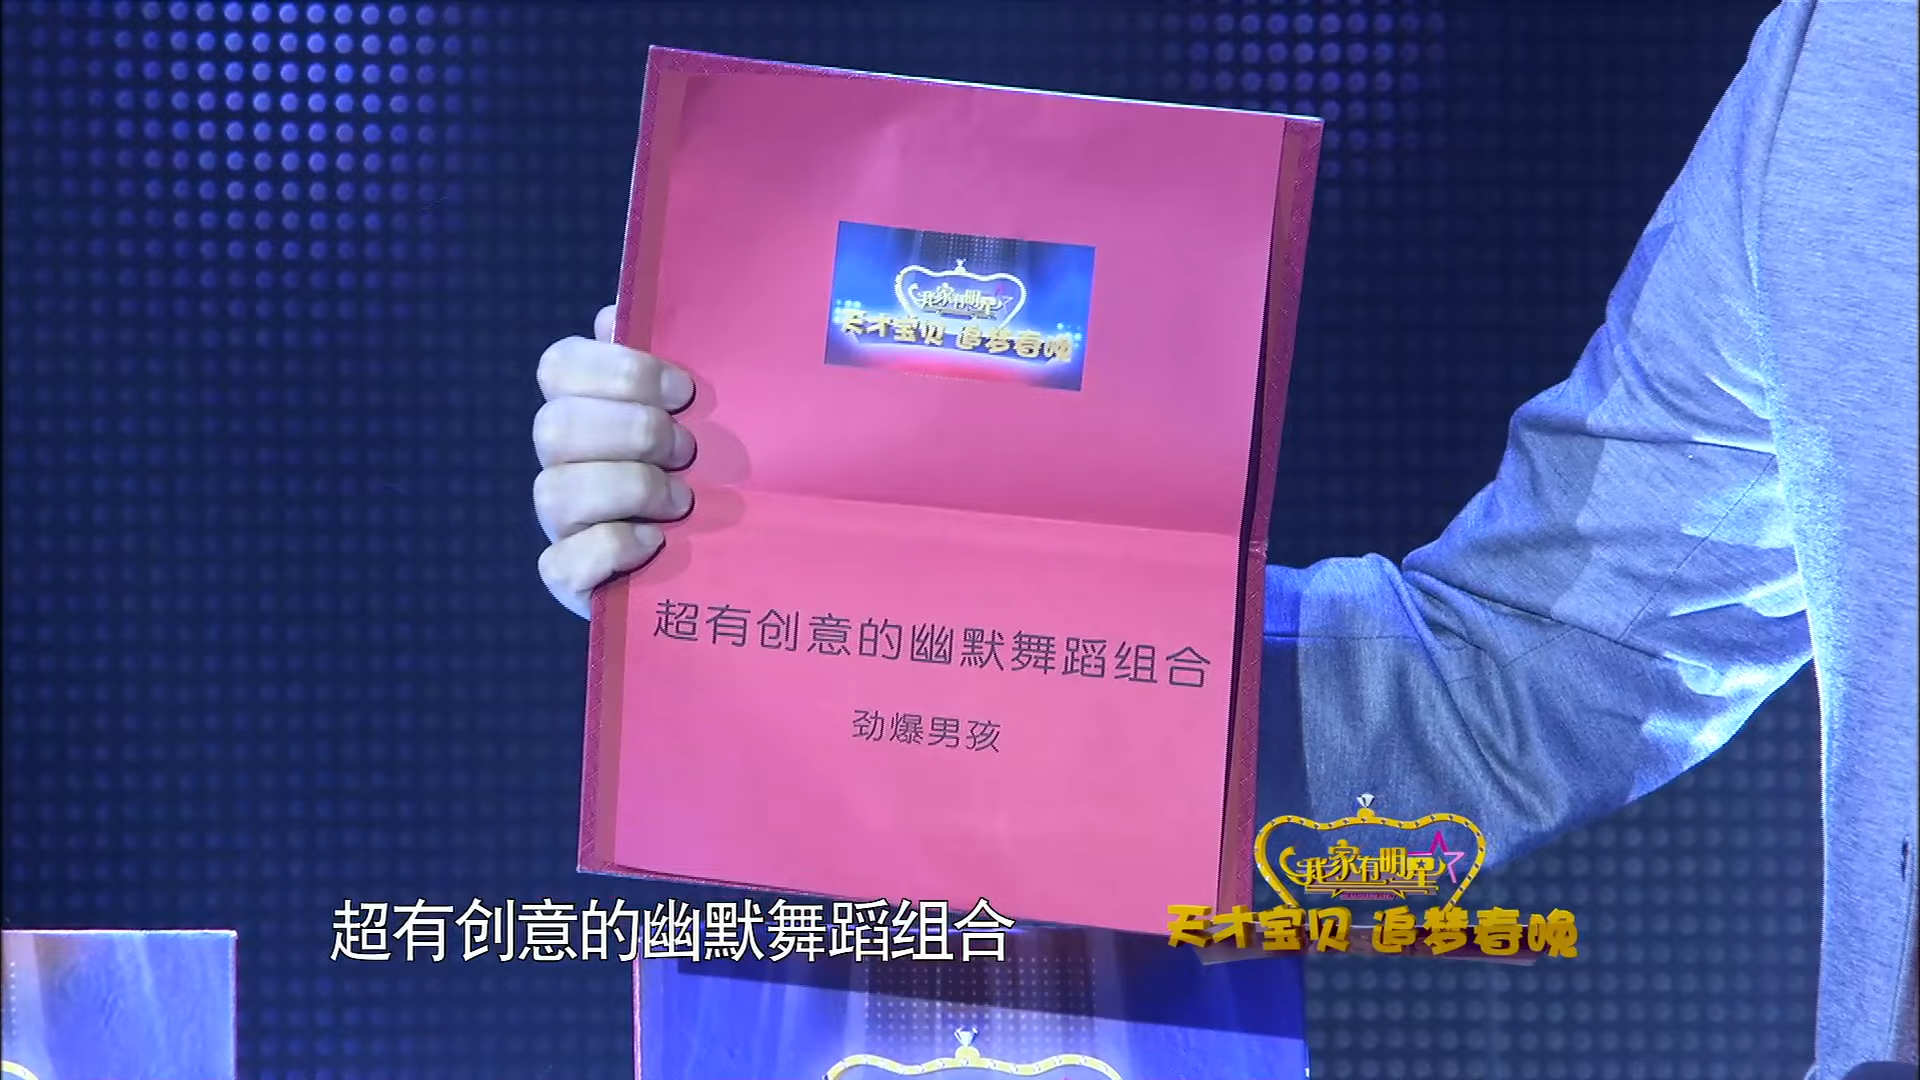 我家有明星
天才宝贝 追梦春晚
超有创意的幽默舞蹈组合
劲爆男孩
我家有明星
天才宝贝 追梦春晚
超有创意的幽默舞蹈组合